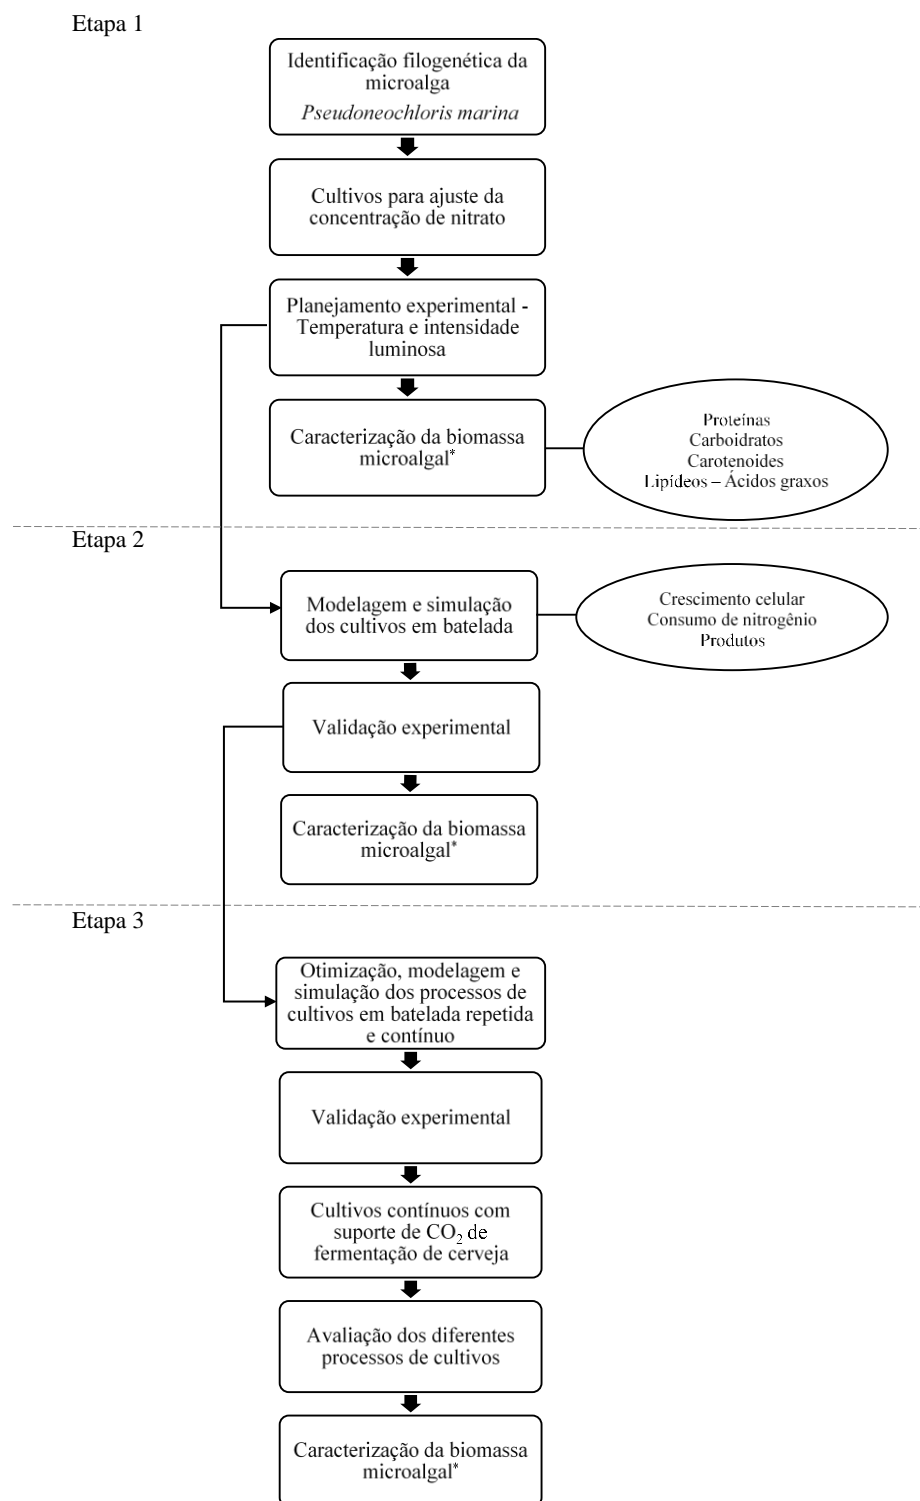 Etapa 1
Identificação filogenética da
microalga
Pseudoneochloris marina
Cultivos para ajuste da
concentração de nitrato
Planejamento experimental -
Temperatura e intensidade
luminosa
Caracterização da biomassa
microalgal*
Proteínas
Carboidratos
Carotenoides
Lipídeos – Ácidos graxos
Etapa 2
Modelagem e simulação
dos cultivos em batelada
Crescimento celular
Consumo de nitrogênio
Produtos
Validação experimental
Caracterização da biomassa
microalgal*
Etapa 3
Otimização, modelagem e
simulação dos processos de
cultivos em batelada repetida
e contínuo
Validação experimental
Cultivos contínuos com
suporte de CO₂ de
fermentação de cerveja
Avaliação dos diferentes
processos de cultivos
Caracterização da biomassa
microalgal*